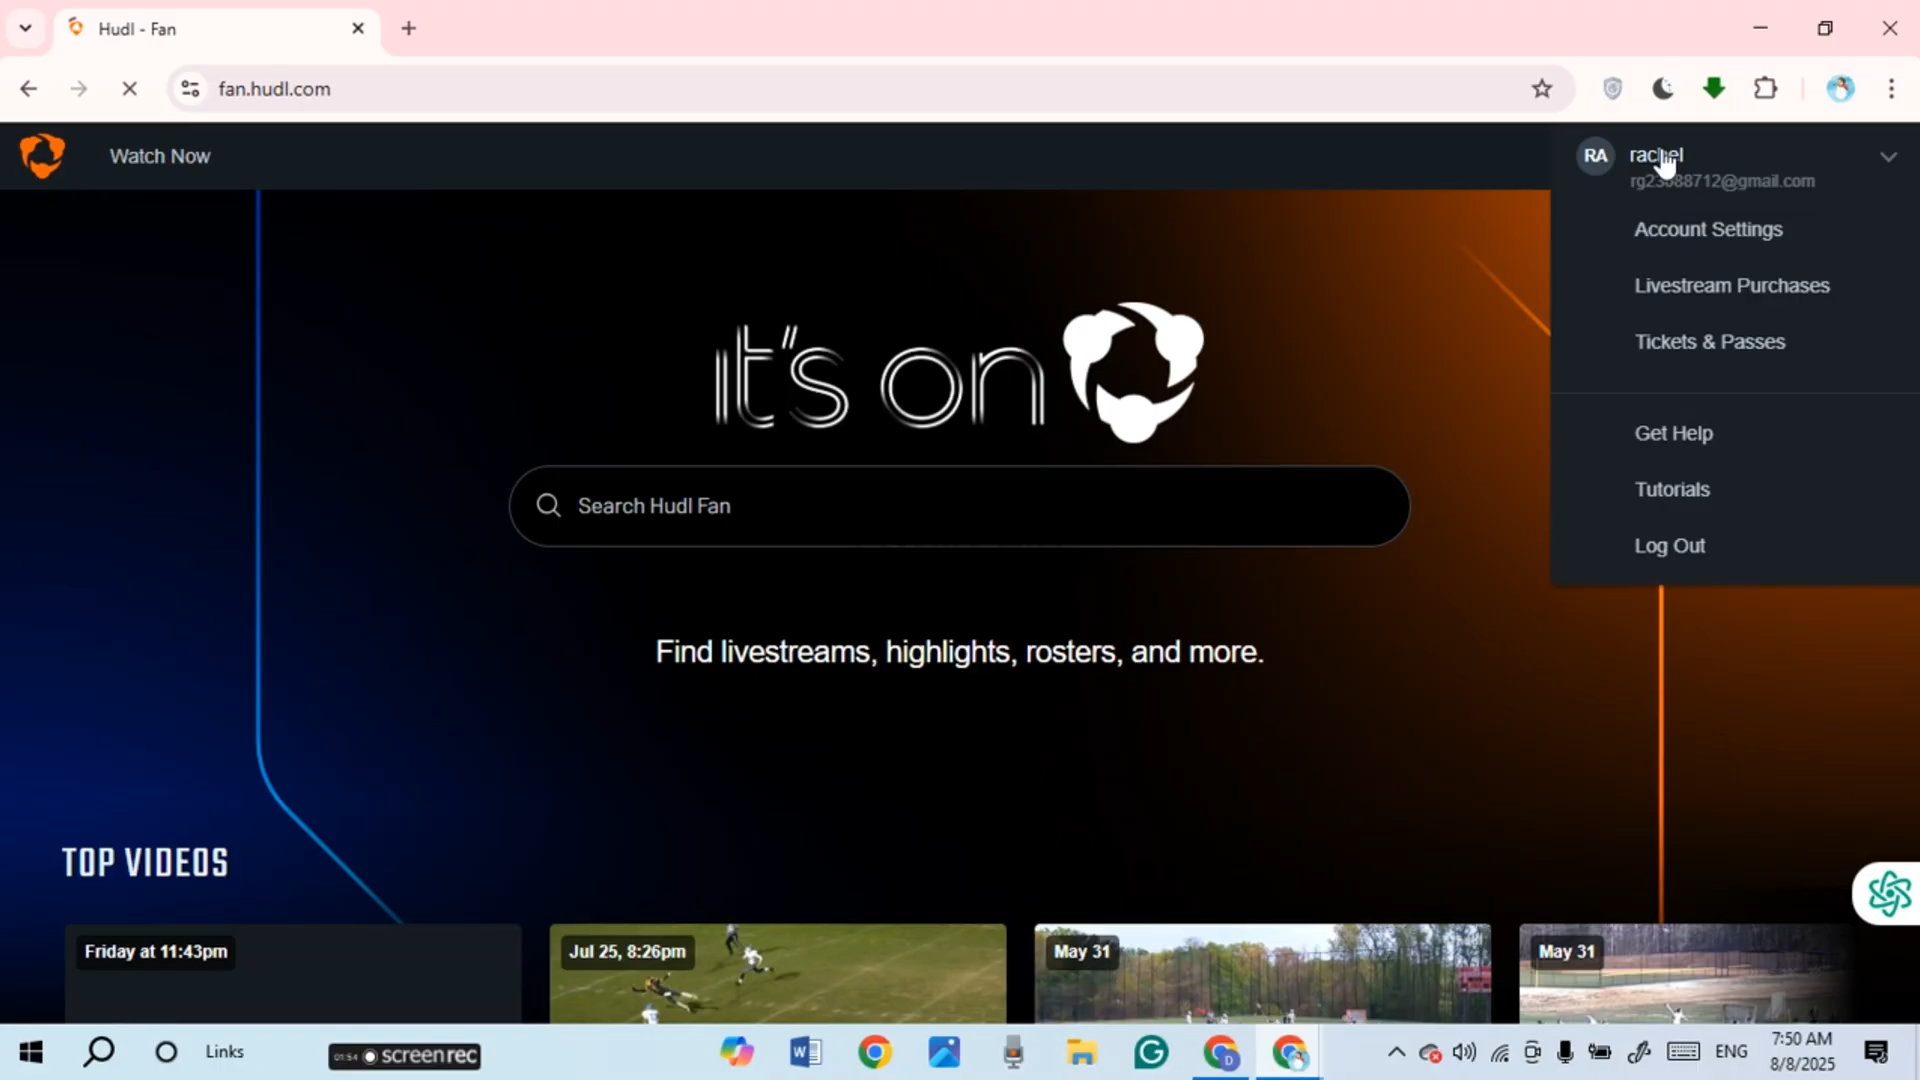 Hudl - Fan
fan.hudl.com
Watch Now
RA
rachel
Account Settings
Livestream Purchases
Tickets & Passes
Get Help
Tutorials
Log Out
it's on
Search Hudl Fan
Find livestreams, highlights, rosters, and more.
TOP VIDEOS
Friday at 11:43pm
Jul 25, 8:26pm
May 31
May 31
Links
01:54 screenrec
ENG
7:50 AM
8/8/2025